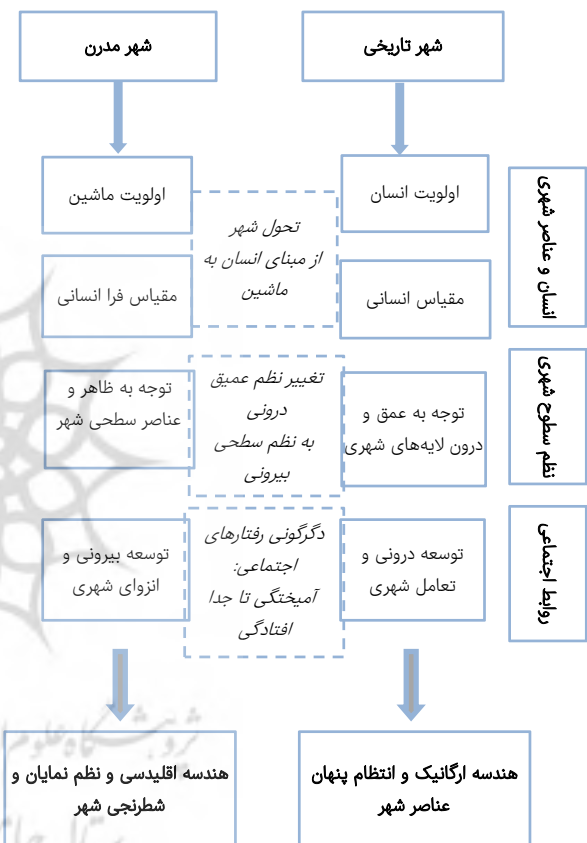 شهر تاریخی
شهر مدرن
انسان و عناصر شهری
اولویت انسان
تحول شهر
از مبنای انسان به
ماشین
اولویت ماشین
مقیاس انسانی
مقیاس فرا انسانی
نظم سطوح شهری
توجه به عمق و
درون لایه‌های شهری
تغییر نظم عمیق
درونی
به نظم سطحی
بیرونی
توجه به ظاهر و
عناصر سطحی شهر
روابط اجتماعی
توسعه درونی و
تعامل شهری
دگرگونی رفتارهای
اجتماعی:
آمیختگی تا جدا
افتادگی
توسعه بیرونی و
انزوای شهری
هندسه ارگانیک و انتظام پنهان
عناصر شهر
هندسه اقلیدسی و نظم نمایان و
شطرنجی شهر